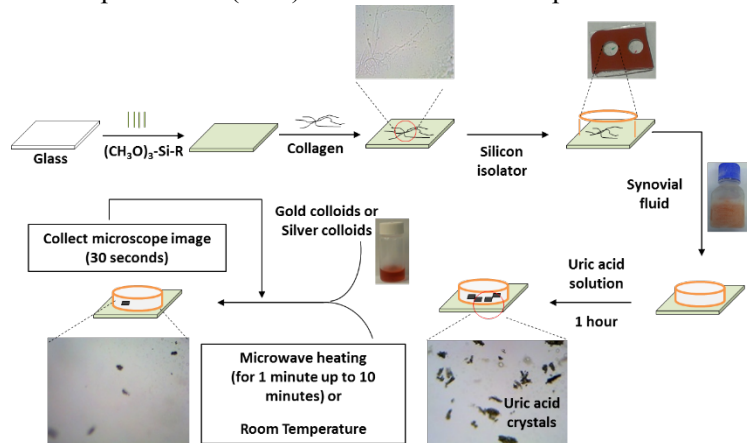 Glass
(CH₃O)₃-Si-R
Collagen
Silicon
isolator
Synovial
fluid
Gold colloids or
Silver colloids
Collect microscope image
(30 seconds)
Uric acid
solution
1 hour
Microwave heating
(for 1 minute up to 10
minutes) or
Room Temperature
Uric acid
crystals